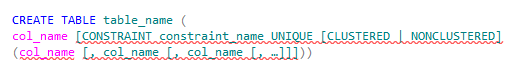 CREATE TABLE table_name (
col_name [CONSTRAINT constraint_name UNIQUE [CLUSTERED | NONCLUSTERED]
(col_name [, col_name [, col_name [, …]]]))